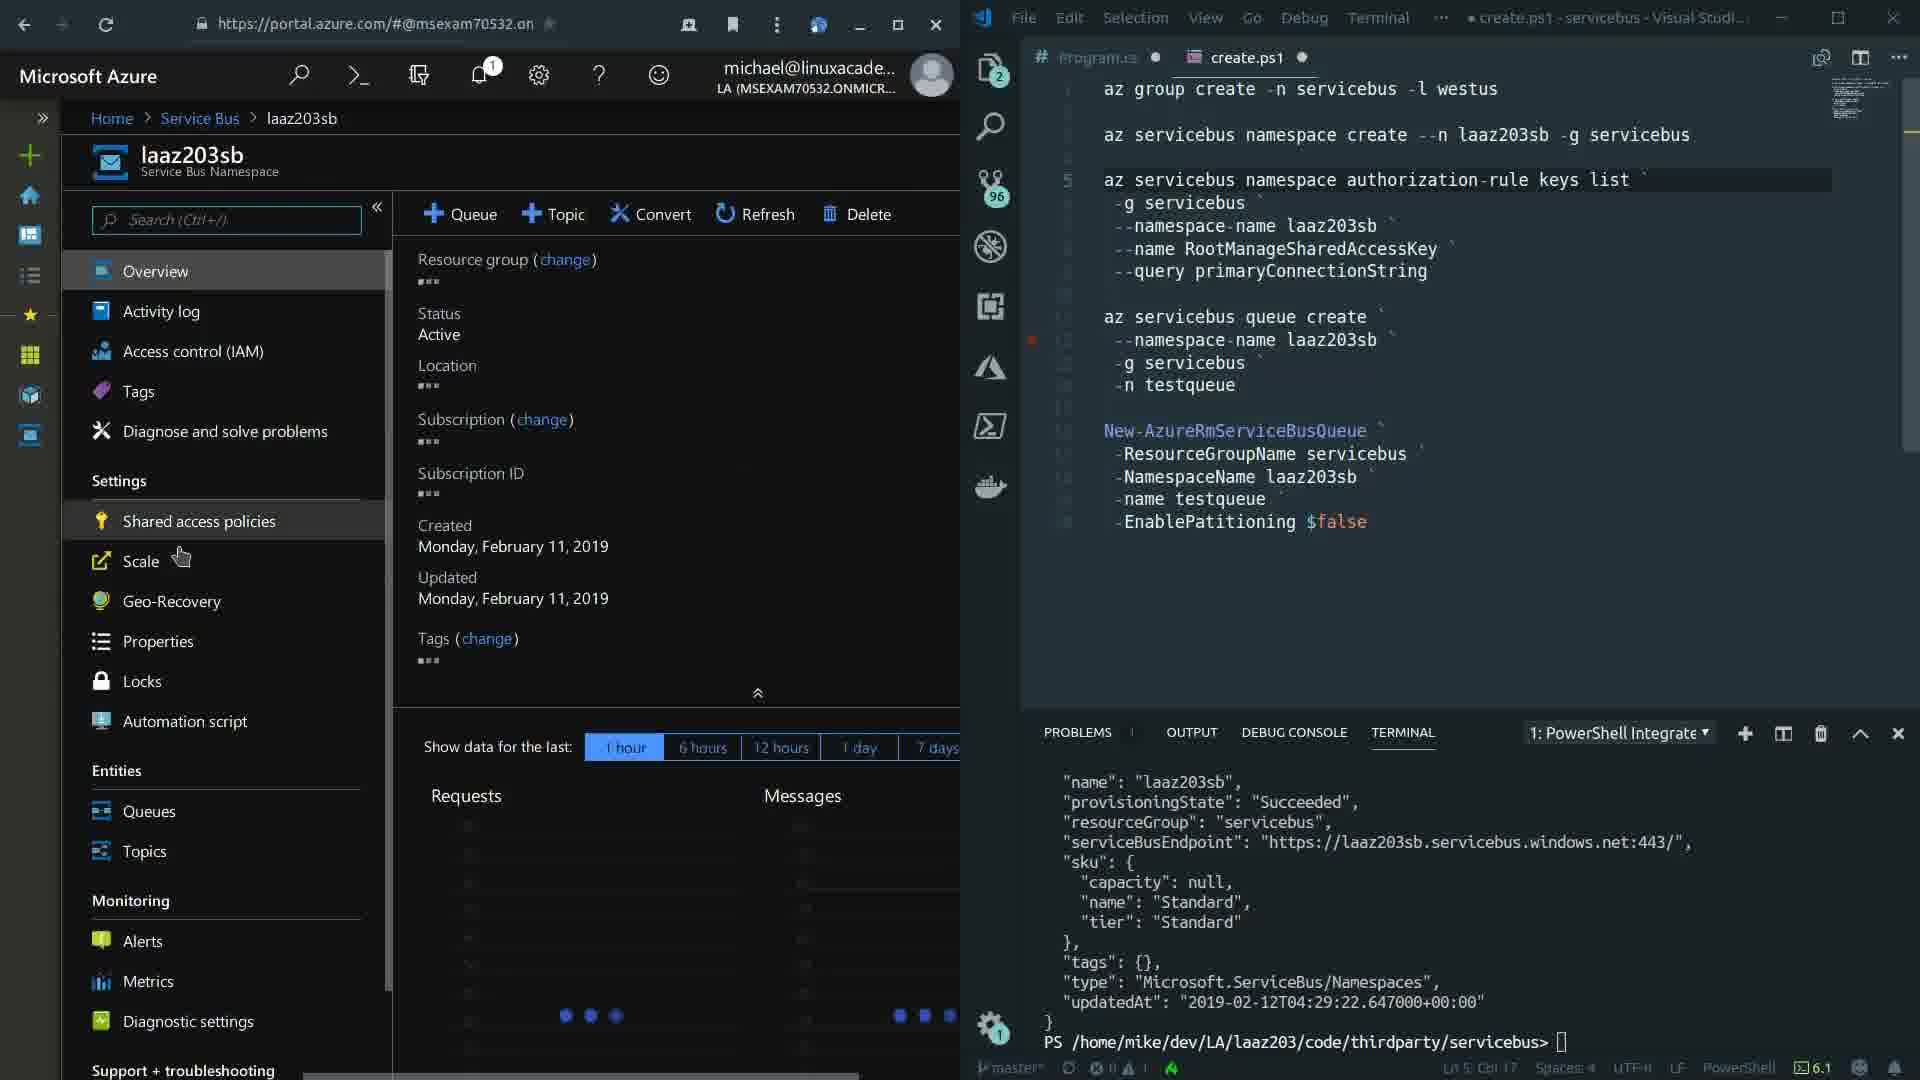 https://portal.azure.com/#@msexam70532.on
Microsoft Azure
1
michael@linuxacade...
LA (MSEXAM70532.ONMICR...
Home > Service Bus > laaz203sb
laaz203sb
Service Bus Namespace
Search (Ctrl+/)
Overview
Activity log
Access control (IAM)
Tags
Diagnose and solve problems
Settings
Shared access policies
Scale
Geo-Recovery
Properties
Locks
Automation script
Entities
Queues
Topics
Monitoring
Alerts
Metrics
Diagnostic settings
Support + troubleshooting
Queue
Topic
Convert
Refresh
Delete
Resource group (change)
Status
Active
Location
Subscription (change)
Subscription ID
Created
Monday, February 11, 2019
Updated
Monday, February 11, 2019
Tags (change)
Show data for the last:
1 hour
6 hours
12 hours
1 day
7 days
Requests
Messages
File Edit Selection View Go Debug Terminal ... ● create.ps1 - servicebus - Visual Studi...
2
96
1
# Program.cs ●
create.ps1 ●
az group create -n servicebus -l westus
az servicebus namespace create --n laaz203sb -g servicebus
5 az servicebus namespace authorization-rule keys list `
-g servicebus `
--namespace-name laaz203sb `
--name RootManageSharedAccessKey `
--query primaryConnectionString
az servicebus queue create `
--namespace-name laaz203sb `
-g servicebus `
-n testqueue
New-AzureRmServiceBusQueue `
-ResourceGroupName servicebus `
-NamespaceName laaz203sb `
-name testqueue `
-EnablePatitioning $false
PROBLEMS
OUTPUT
DEBUG CONSOLE
TERMINAL
1: PowerShell Integrate
"name": "laaz203sb",
"provisioningState": "Succeeded",
"resourceGroup": "servicebus",
"serviceBusEndpoint": "https://laaz203sb.servicebus.windows.net:443/",
"sku": {
"capacity": null,
"name": "Standard",
"tier": "Standard"
},
"tags": {},
"type": "Microsoft.ServiceBus/Namespaces",
"updatedAt": "2019-02-12T04:29:22.647000+00:00"
}
PS /home/mike/dev/LA/laaz203/code/thirdparty/servicebus>
master*
0
1
Ln 5, Col 17
Spaces: 4
UTF-8
LF
PowerShell
6.1